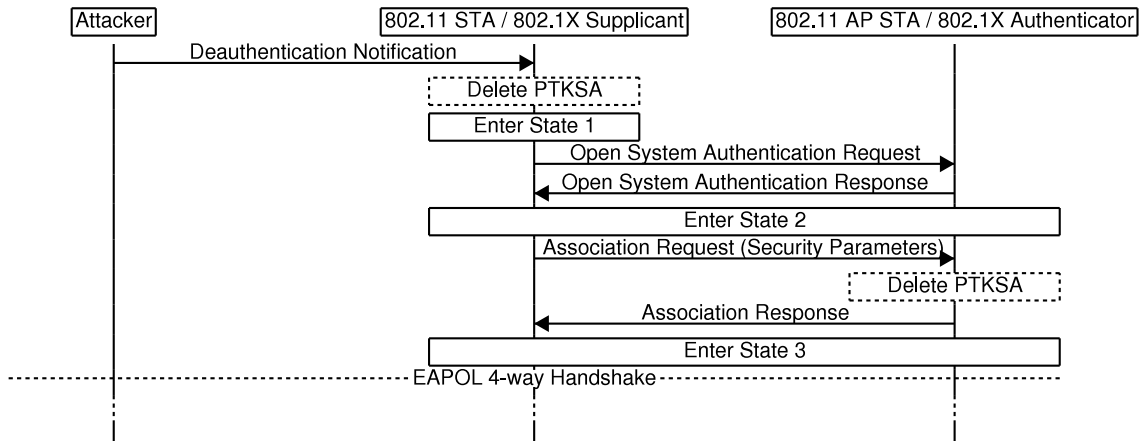 Attacker
802.11 STA / 802.1X Supplicant
802.11 AP STA / 802.1X Authenticator
Deauthentication Notification
Delete PTKSA
Enter State 1
Open System Authentication Request
Open System Authentication Response
Enter State 2
Association Request (Security Parameters)
Delete PTKSA
Association Response
Enter State 3
EAPOL 4-way Handshake